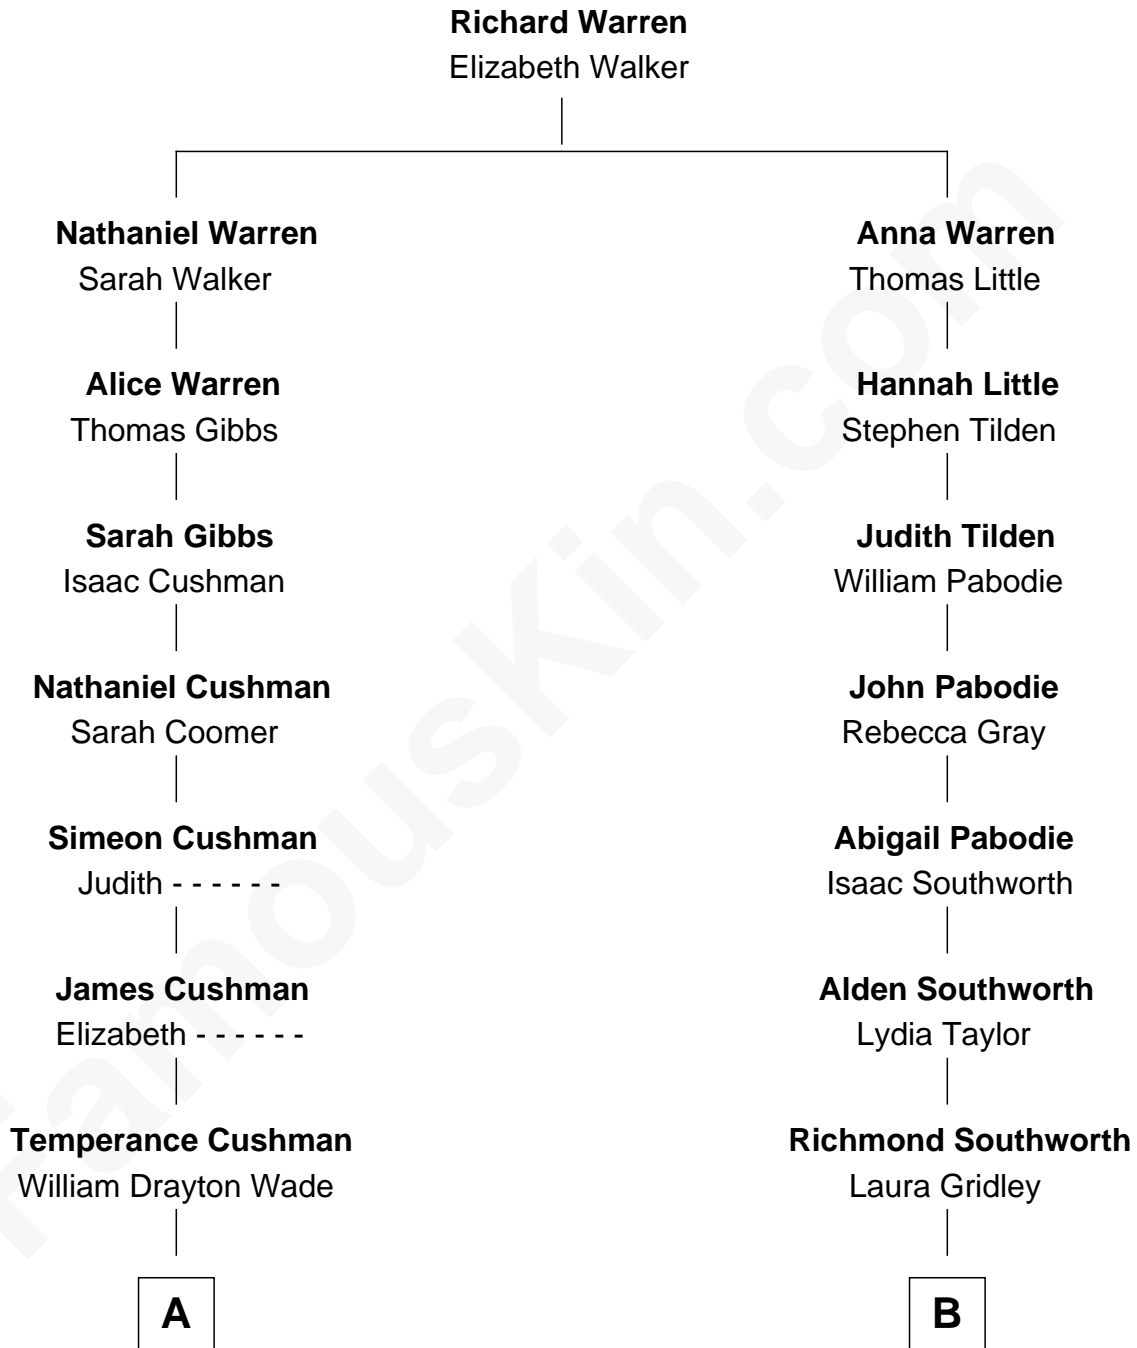 Richard Warren
Elizabeth Walker
Nathaniel Warren
Sarah Walker
Alice Warren
Thomas Gibbs
Sarah Gibbs
Isaac Cushman
Nathaniel Cushman
Sarah Coomer
Simeon Cushman
Judith - - - - - -
James Cushman
Elizabeth - - - - - -
Temperance Cushman
William Drayton Wade
A
Anna Warren
Thomas Little
Hannah Little
Stephen Tilden
Judith Tilden
William Pabodie
John Pabodie
Rebecca Gray
Abigail Pabodie
Isaac Southworth
Alden Southworth
Lydia Taylor
Richmond Southworth
Laura Gridley
B
FamousKin.com